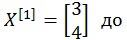 X^[1] = [3 4] до